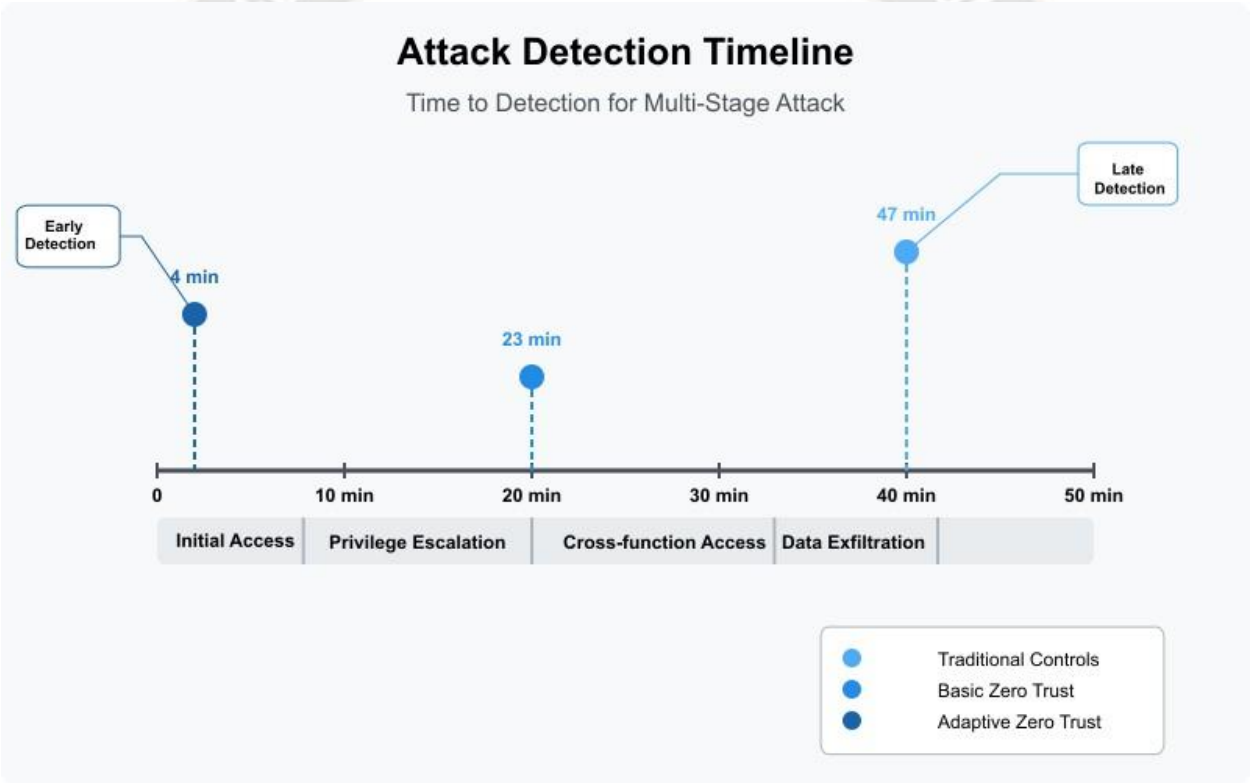 Attack Detection Timeline
Time to Detection for Multi-Stage Attack
Late
Detection
47 min
Early
Detection
4 min
23 min
0
10 min
20 min
30 min
40 min
50 min
Initial Access
Privilege Escalation
Cross-function Access
Data Exfiltration
Traditional Controls
Basic Zero Trust
Adaptive Zero Trust